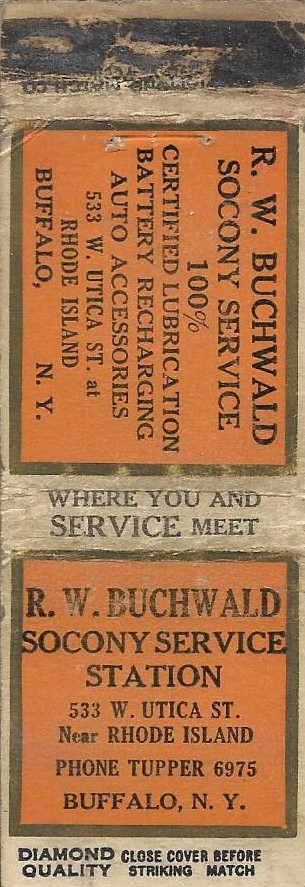 R. W. BUCHWALD
SOCONY SERVICE
100%
CERTIFIED LUBRICATION
BATTERY RECHARGING
AUTO ACCESSORIES
533 W. UTICA ST. at
RHODE ISLAND
BUFFALO, N. Y.
WHERE YOU AND
SERVICE MEET
R. W. BUCHWALD
SOCONY SERVICE
STATION
533 W. UTICA ST.
Near RHODE ISLAND
PHONE TUPPER 6975
BUFFALO, N. Y.
DIAMOND CLOSE COVER BEFORE
QUALITY STRIKING MATCH